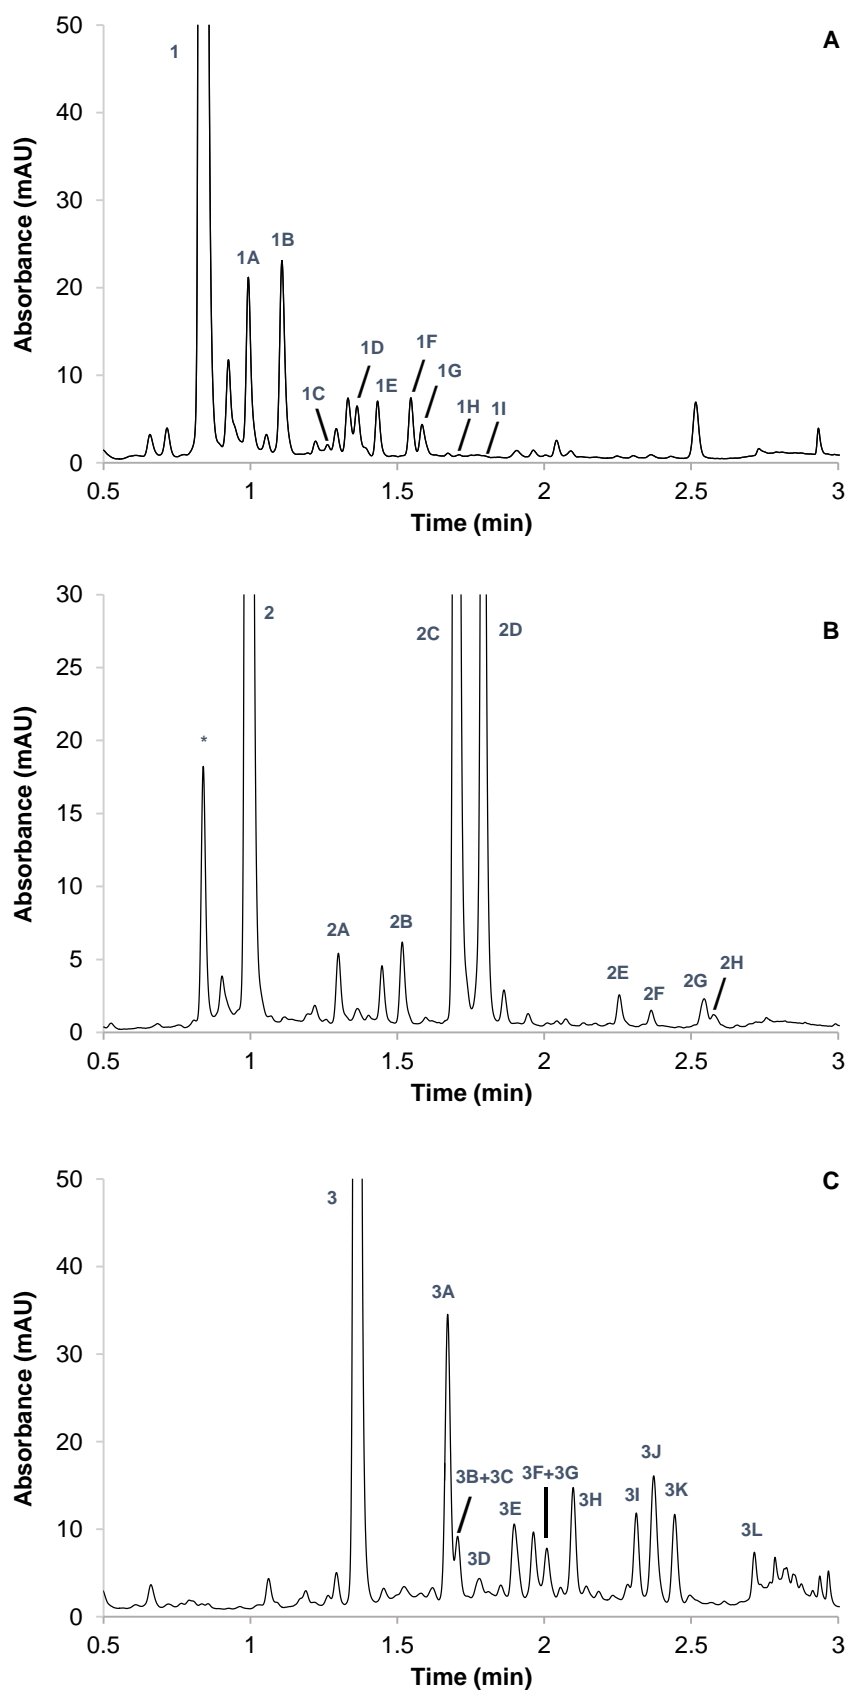 50
A
1
40
30
Absorbance (mAU)
1B
1A
20
1F
1D
1G
10
1E
1C
1H
1I
0
0.5
1
1.5
2
2.5
3
Time (min)
30
2
B
2C
2D
25
*
20
15
Absorbance (mAU)
10
2A
2B
5
2E
2F
2G
2H
0
0.5
1
1.5
2
2.5
3
Time (min)
50
C
3
40
3A
30
Absorbance (mAU)
20
3B+3C
3F+3G
3J
3E
3H
3I
3K
10
3D
3L
0
0.5
1
1.5
2
2.5
3
Time (min)